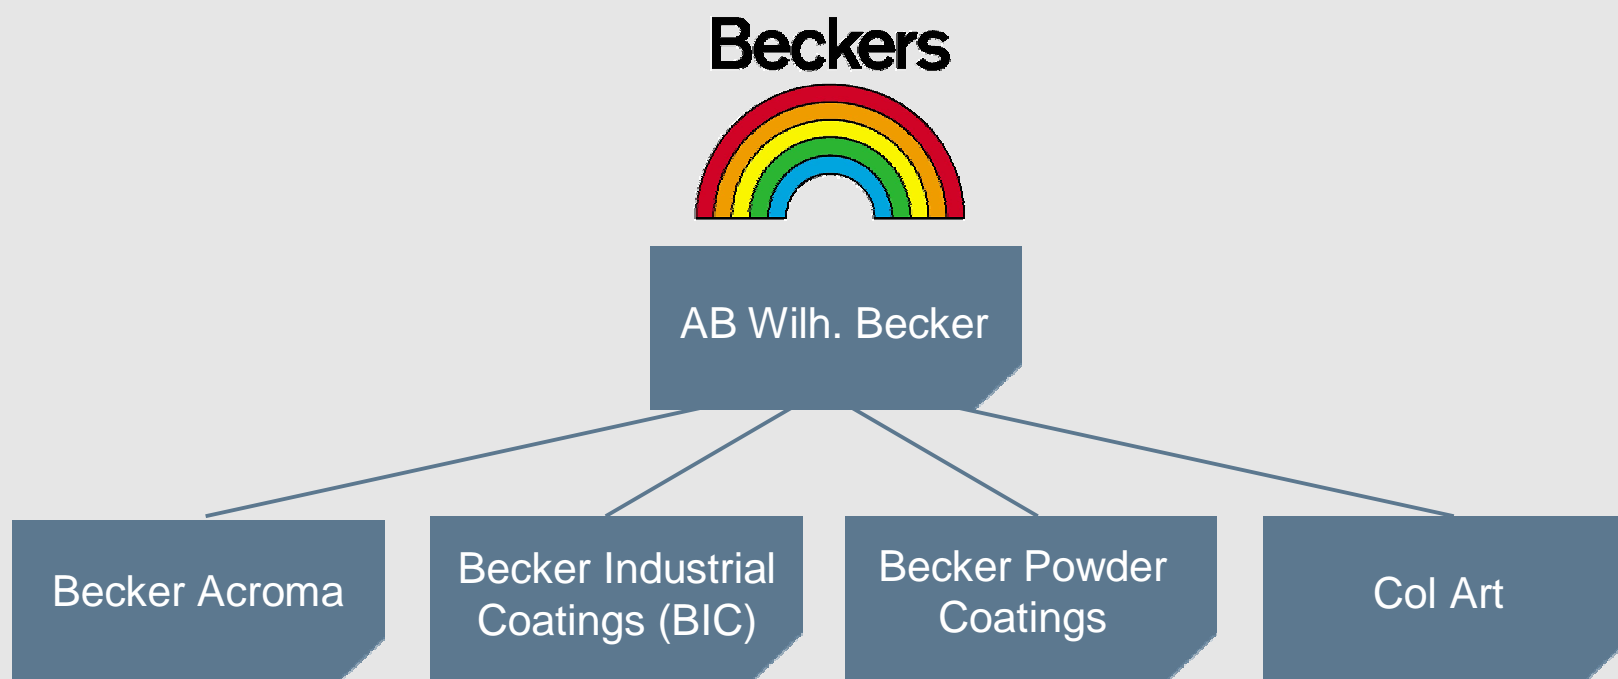 Beckers
AB Wilh. Becker
Becker Acroma
Becker Industrial
Coatings (BIC)
Becker Powder
Coatings
Col Art